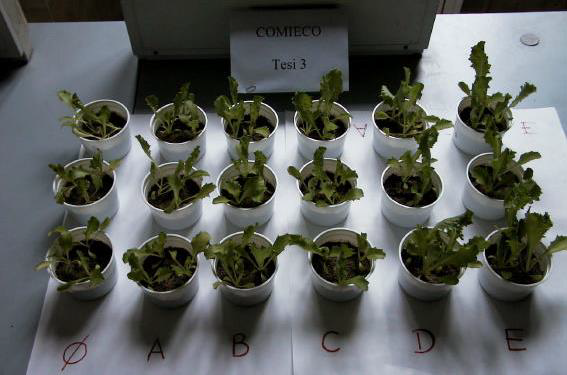 COMIECO
Tesi 3
A
E
Ø A B C D E